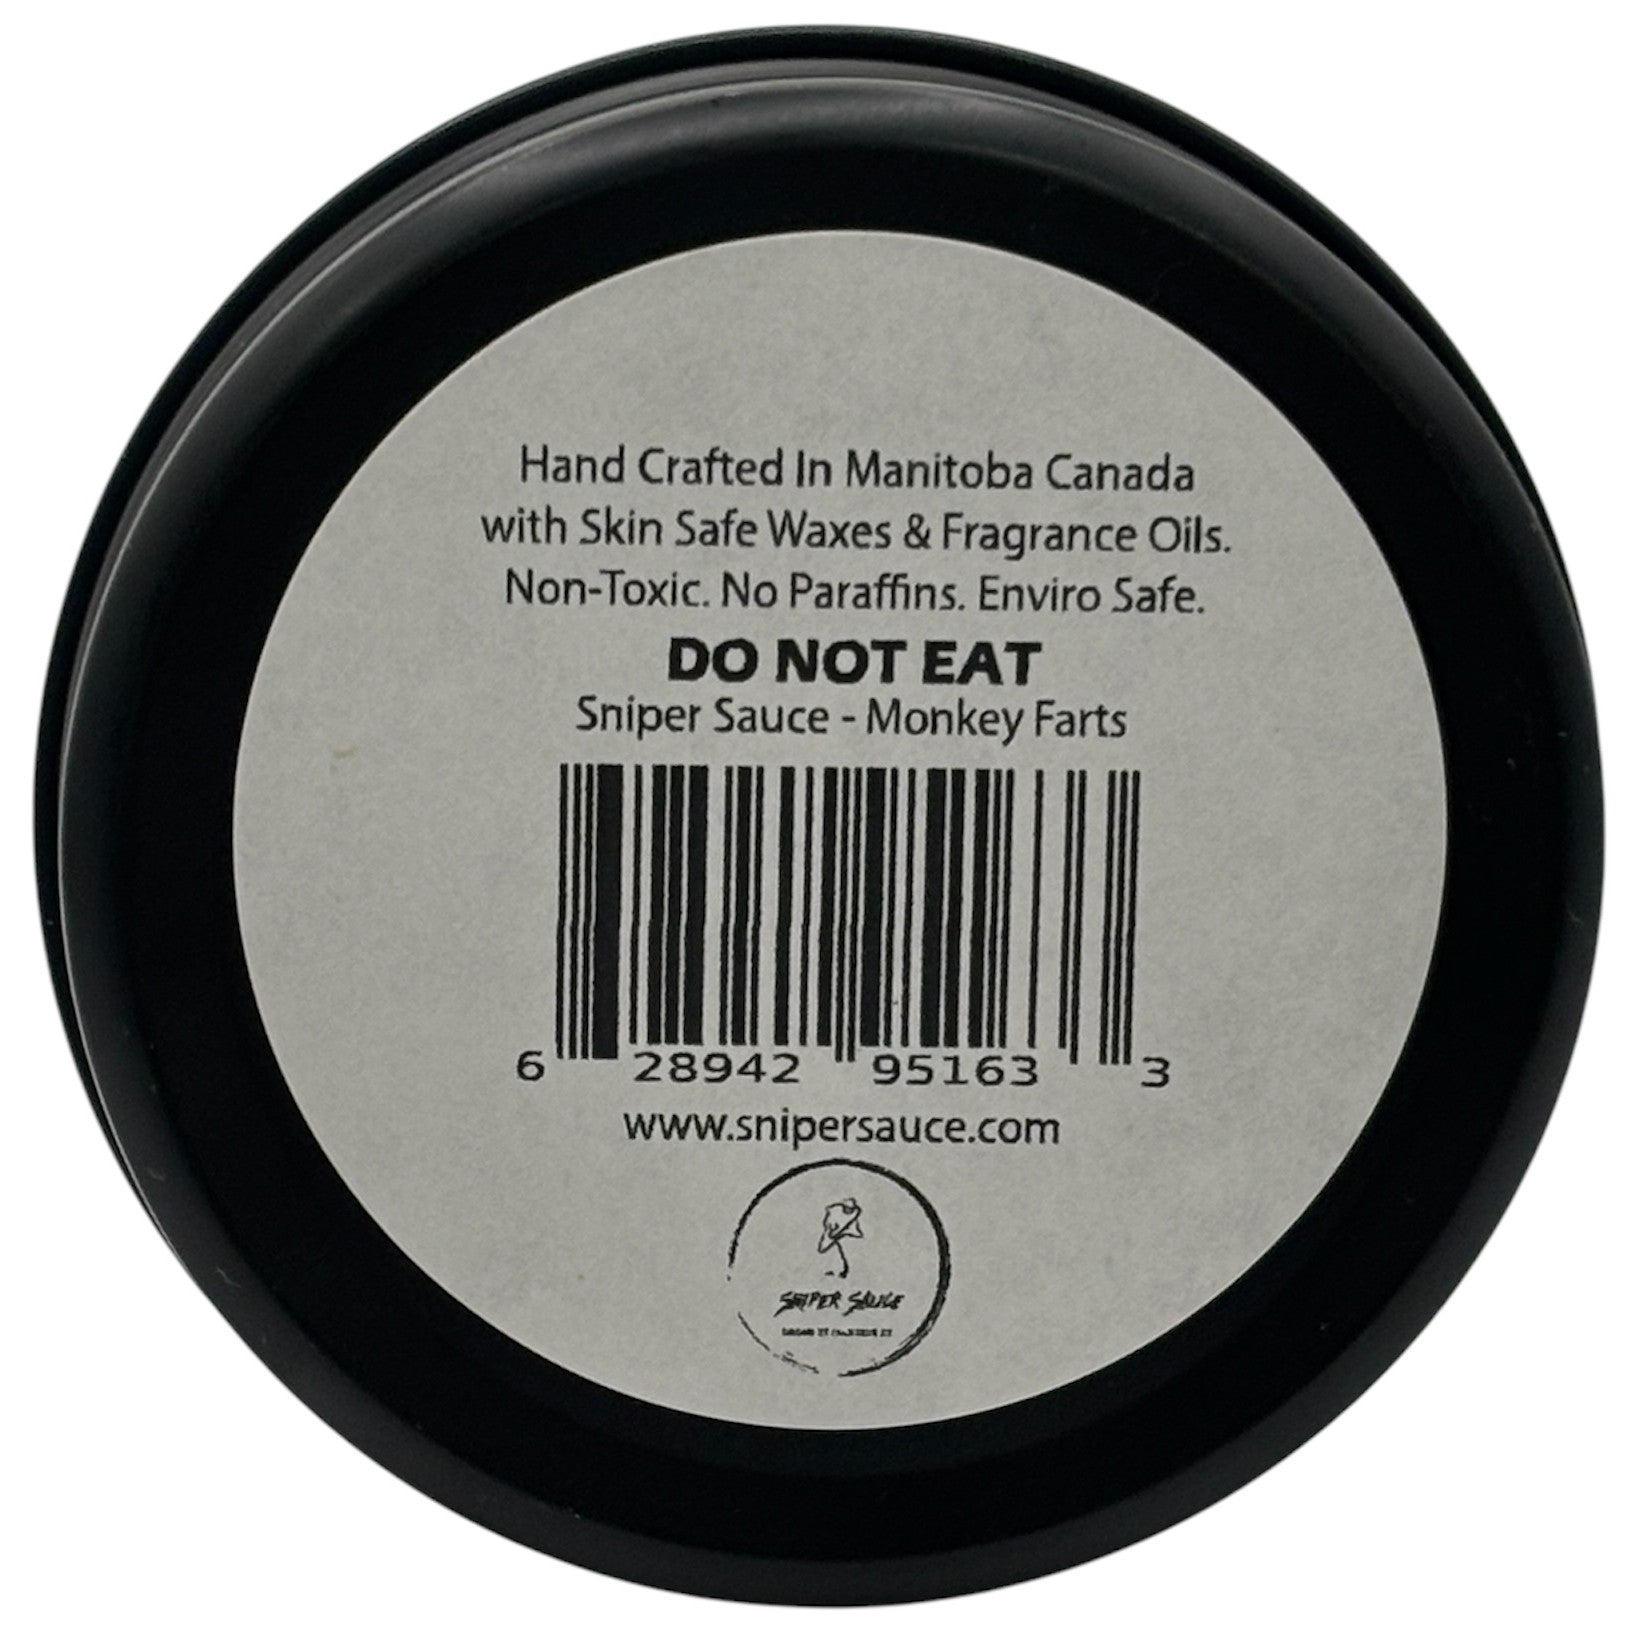 Hand Crafted In Manitoba Canada
with Skin Safe Waxes & Fragrance Oils.
Non-Toxic. No Paraffins. Enviro Safe.
DO NOT EAT
Sniper Sauce - Monkey Farts
6 28942 95163 3
www.snipersauce.com
SNIPER SAUCE